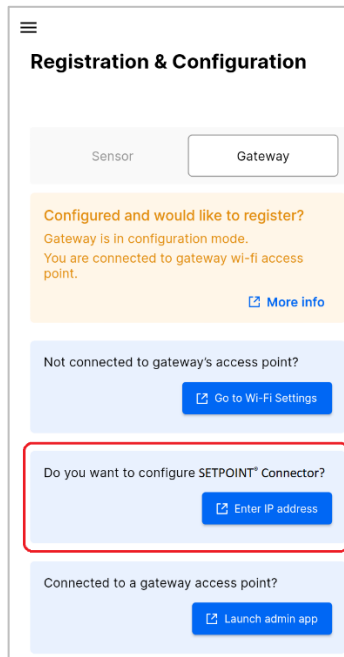 Registration & Configuration
Sensor
Gateway
Configured and would like to register?
Gateway is in configuration mode.
You are connected to gateway wi-fi access
point.
More info
Not connected to gateway's access point?
Go to Wi-Fi Settings
Do you want to configure SETPOINT® Connector?
Enter IP address
Connected to a gateway access point?
Launch admin app